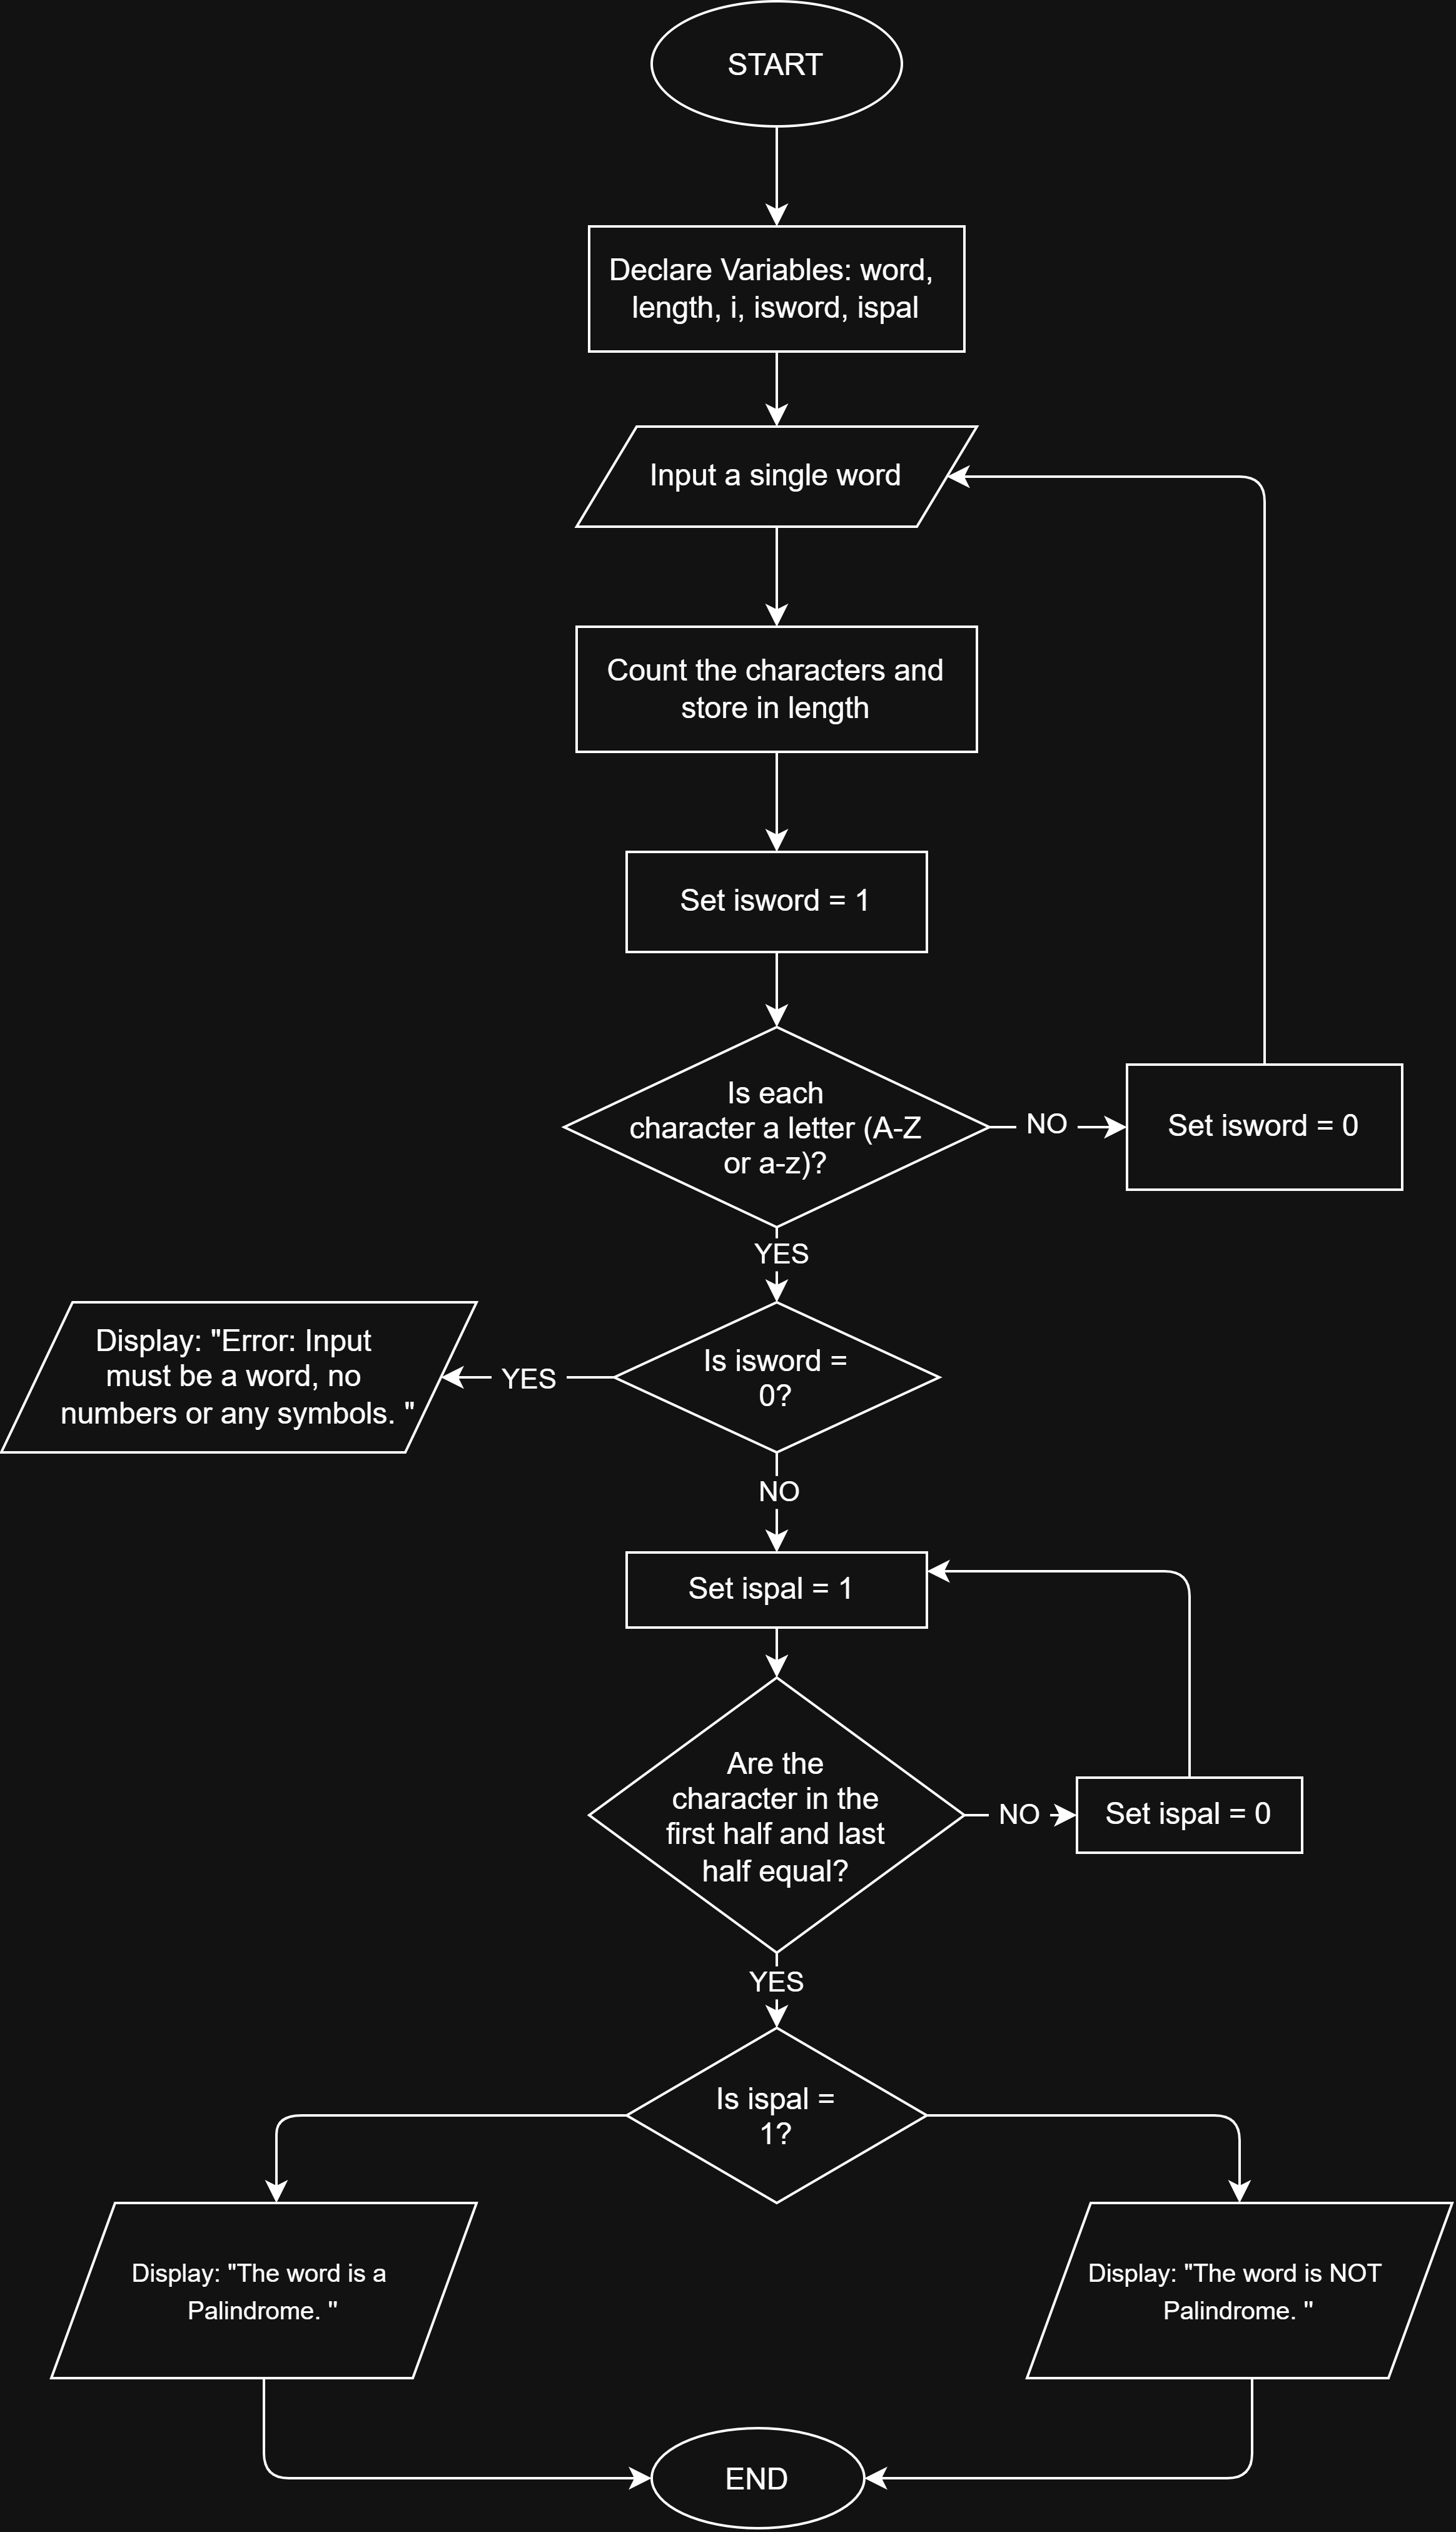 START
Declare Variables: word,
length, i, isword, ispal
Input a single word
Count the characters and
store in length
Set isword = 1
Is each
character a letter (A-Z
or a-z)?
NO
Set isword = 0
YES
Is isword =
0?
YES
Display: "Error: Input
must be a word, no
numbers or any symbols. "
NO
Set ispal = 1
Are the
character in the
first half and last
half equal?
NO
Set ispal = 0
YES
Is ispal =
1?
Display: "The word is a
Palindrome. "
Display: "The word is NOT
Palindrome. "
END